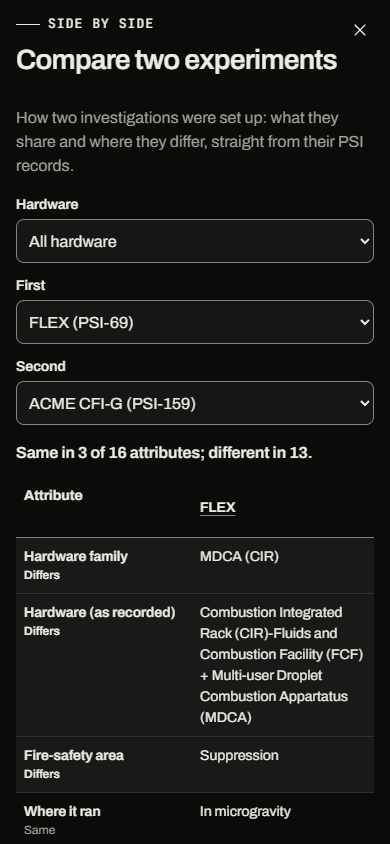 SIDE BY SIDE
Compare two experiments
How two investigations were set up: what they
share and where they differ, straight from their PSI
records.
Hardware
All hardware
First
FLEX (PSI-69)
Second
ACME CFI-G (PSI-159)
Same in 3 of 16 attributes; different in 13.
Attribute
FLEX
Hardware family
Differs
MDCA (CIR)
Hardware (as recorded)
Differs
Combustion Integrated
Rack (CIR)-Fluids and
Combustion Facility (FCF)
+ Multi-user Droplet
Combustion Appartatus
(MDCA)
Fire-safety area
Differs
Suppression
Where it ran
Same
In microgravity